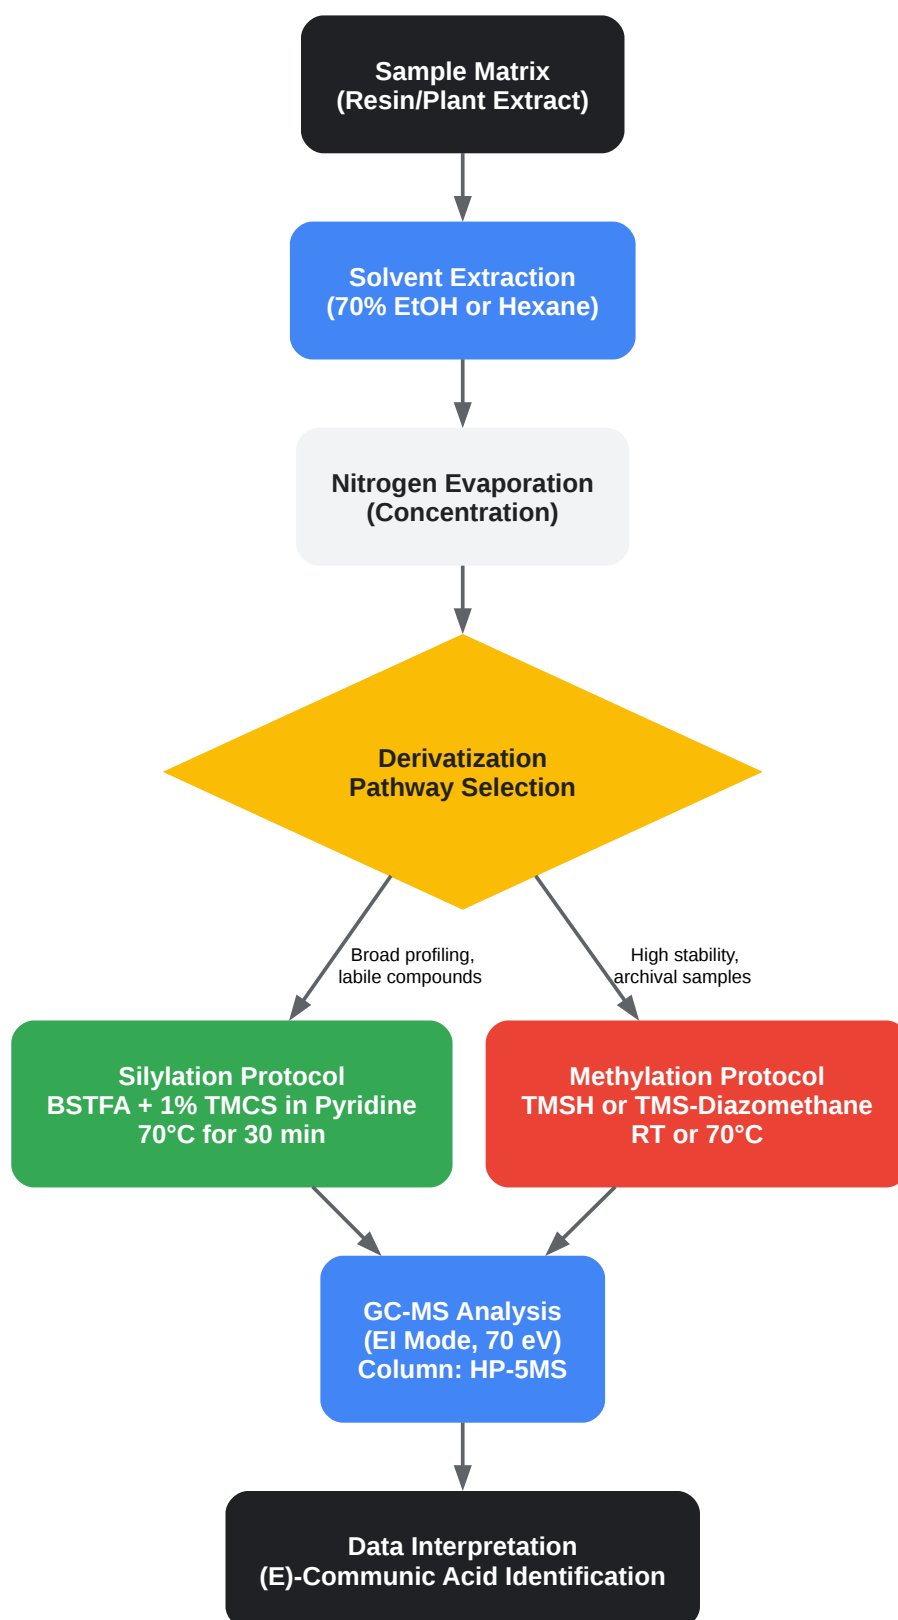 Sample Matrix
(Resin/Plant Extract)
Solvent Extraction
(70% EtOH or Hexane)
Nitrogen Evaporation
(Concentration)
Derivatization
Pathway Selection
Broad profiling,
labile compounds
High stability,
archival samples
Silylation Protocol
BSTFA + 1% TMCS in Pyridine
70°C for 30 min
Methylation Protocol
TMSH or TMS-Diazomethane
RT or 70°C
GC-MS Analysis
(EI Mode, 70 eV)
Column: HP-5MS
Data Interpretation
(E)-Communic Acid Identification